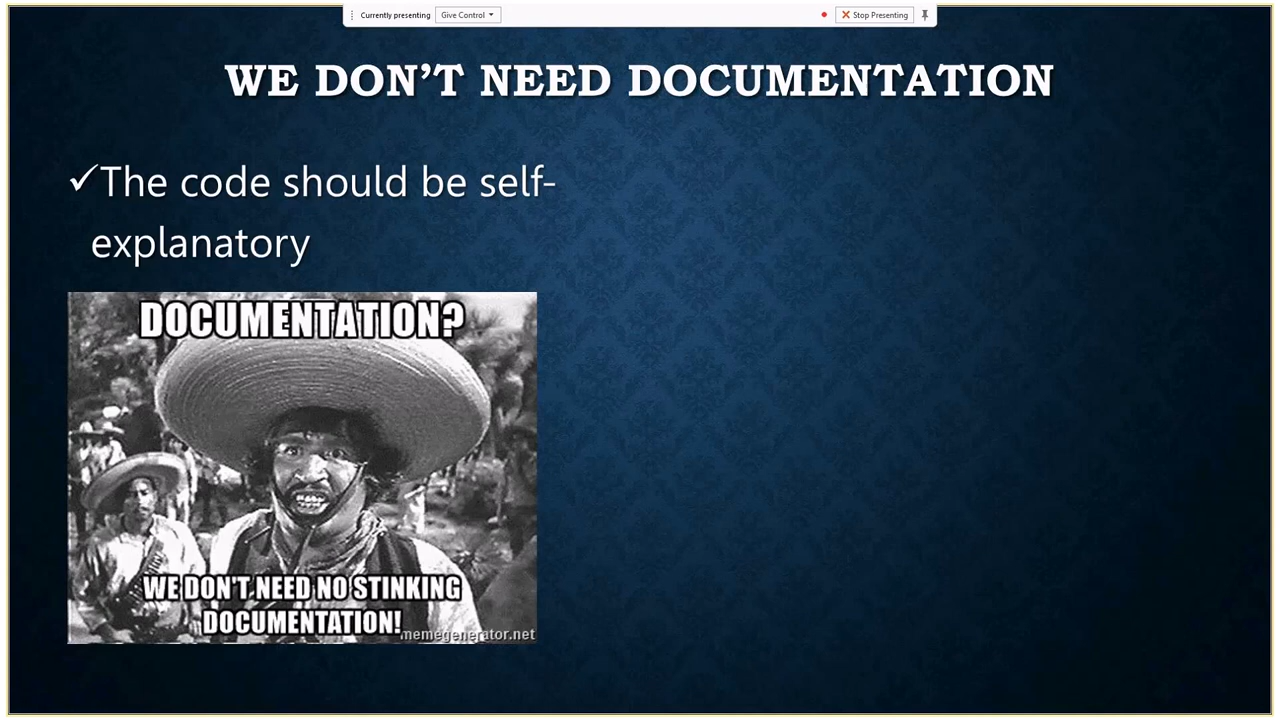 Currently presenting Give Control Stop Presenting
WE DON’T NEED DOCUMENTATION
✓The code should be self-
explanatory
DOCUMENTATION?
WE DON'T NEED NO STINKING
DOCUMENTATION!
memegenerator.net